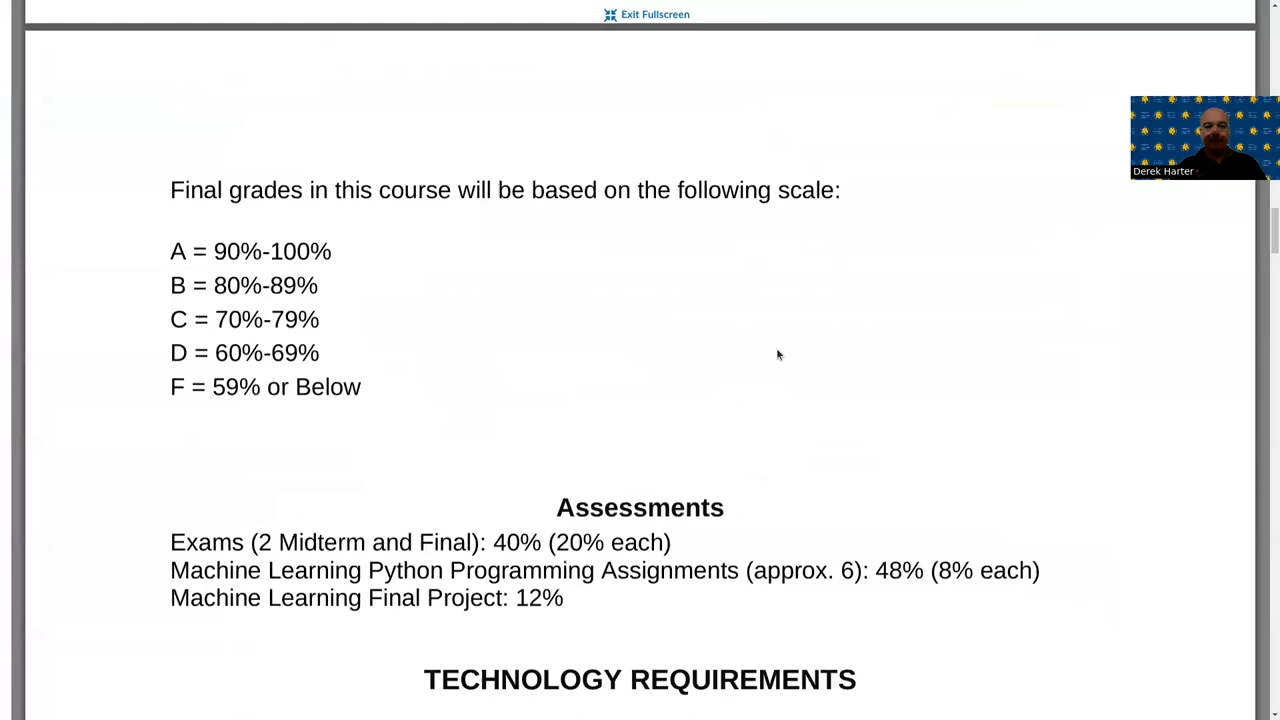 Exit Fullscreen
Final grades in this course will be based on the following scale:
A = 90%-100%
B = 80%-89%
C = 70%-79%
D = 60%-69%
F = 59% or Below
Derek Harter
Assessments
Exams (2 Midterm and Final): 40% (20% each)
Machine Learning Python Programming Assignments (approx. 6): 48% (8% each)
Machine Learning Final Project: 12%
TECHNOLOGY REQUIREMENTS